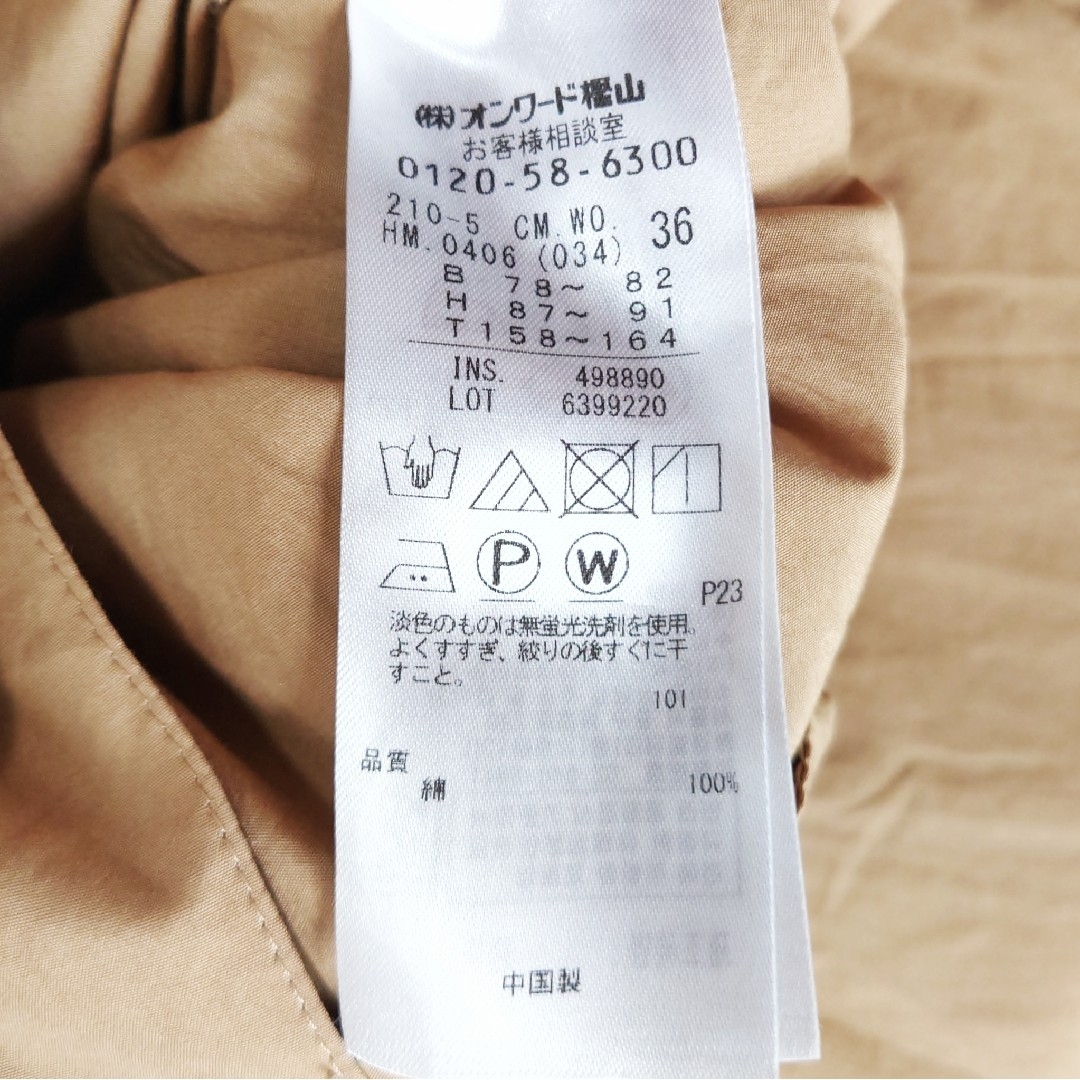 (株)オンワード樫山
お客様相談室
0120-58-6300
210-5 CM.WO. 36
HM.0406 (034)
B 78~ 82
H 87~ 91
T158~164
INS. 498890
LOT 6399220
P W
P23
淡色のものは無蛍光洗剤を使用。
よくすすぎ、絞りの後すぐに干
すこと。
101
品質
綿 100%
中国製